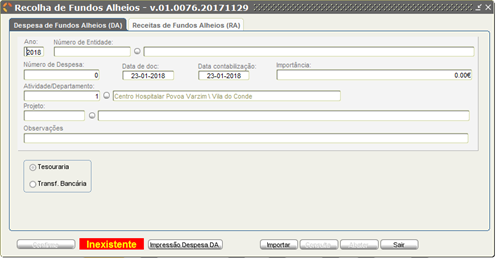 Recolha de Fundos Alheios - v.01.0076.20171129
Despesa de Fundos Alheios (DA) Receitas de Fundos Alheios (RA)
Ano: Número de Entidade:
2018
Número de Despesa: Data de doc: Data contabilização: Importância:
0 23-01-2018 23-01-2018 0.00€
Atividade/Departamento:
1 Centro Hospitalar Povoa Varzim \ Vila do Conde
Projeto:
Observações
Tesouraria
Transf. Bancária
Inexistente Impressão.Despesa.DA. Importar Consulta Ajuda Sair